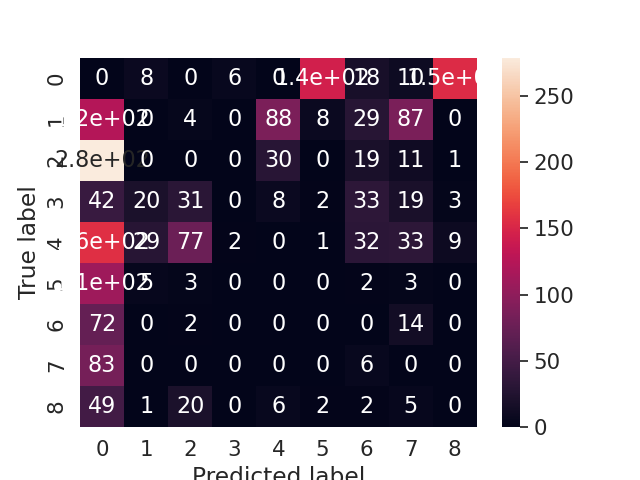 0 0 8 0 6 0 1.4e+02 18 10 1.5e+0
1 2e+02 0 4 0 88 8 29 87 0
2 2.8e+02 0 0 0 30 0 19 11 1
3 42 20 31 0 8 2 33 19 3
4 6e+02 29 77 2 0 1 32 33 9
5 1e+02 5 3 0 0 0 2 3 0
6 72 0 2 0 0 0 0 14 0
7 83 0 0 0 0 0 6 0 0
8 49 1 20 0 6 2 2 5 0
0 1 2 3 4 5 6 7 8
Predicted label
True label
250
200
150
100
50
0